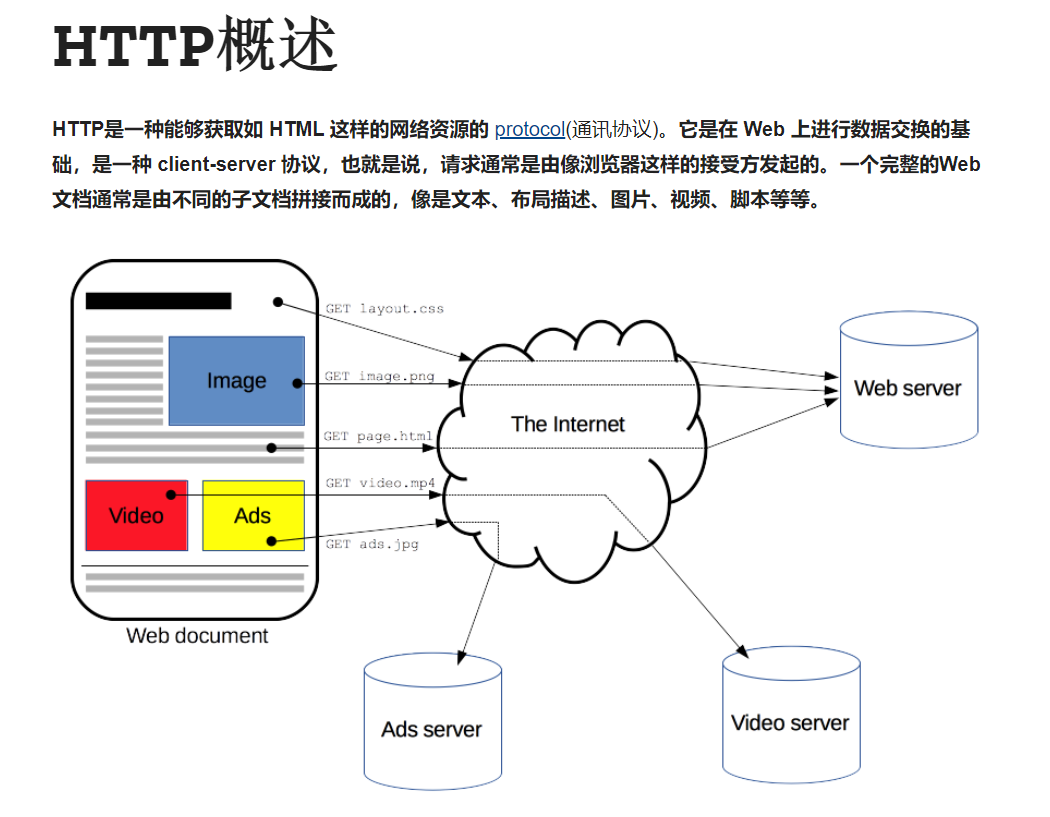 HTTP概述
HTTP是一种能够获取如 HTML 这样的网络资源的 protocol(通讯协议)。它是在 Web 上进行数据交换的基
础，是一种 client-server 协议，也就是说，请求通常是由像浏览器这样的接受方发起的。一个完整的Web
文档通常是由不同的子文档拼接而成的，像是文本、布局描述、图片、视频、脚本等等。
GET layout.css
Image
GET image.png
Web server
The Internet
GET page.html
GET video.mp4
Video
Ads
GET ads.jpg
Web document
Ads server
Video server